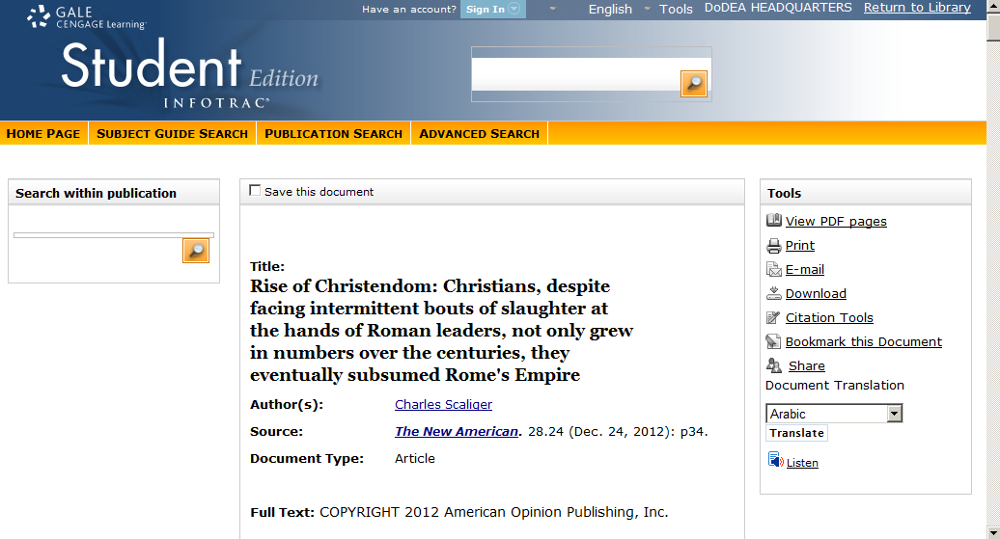 GALE
CENGAGE Learning·
Have an account? Sign In English Tools DoDEA HEADQUARTERS Return to Library
Student Edition
INFOTRAC®
HOME PAGE SUBJECT GUIDE SEARCH PUBLICATION SEARCH ADVANCED SEARCH
Search within publication
Save this document
Title:
Rise of Christendom: Christians, despite
facing intermittent bouts of slaughter at
the hands of Roman leaders, not only grew
in numbers over the centuries, they
eventually subsumed Rome's Empire
Author(s): Charles Scaliger
Source: The New American. 28.24 (Dec. 24, 2012): p34.
Document Type: Article
Full Text: COPYRIGHT 2012 American Opinion Publishing, Inc.
Tools
View PDF pages
Print
E-mail
Download
Citation Tools
Bookmark this Document
Share
Document Translation
Arabic
Translate
Listen